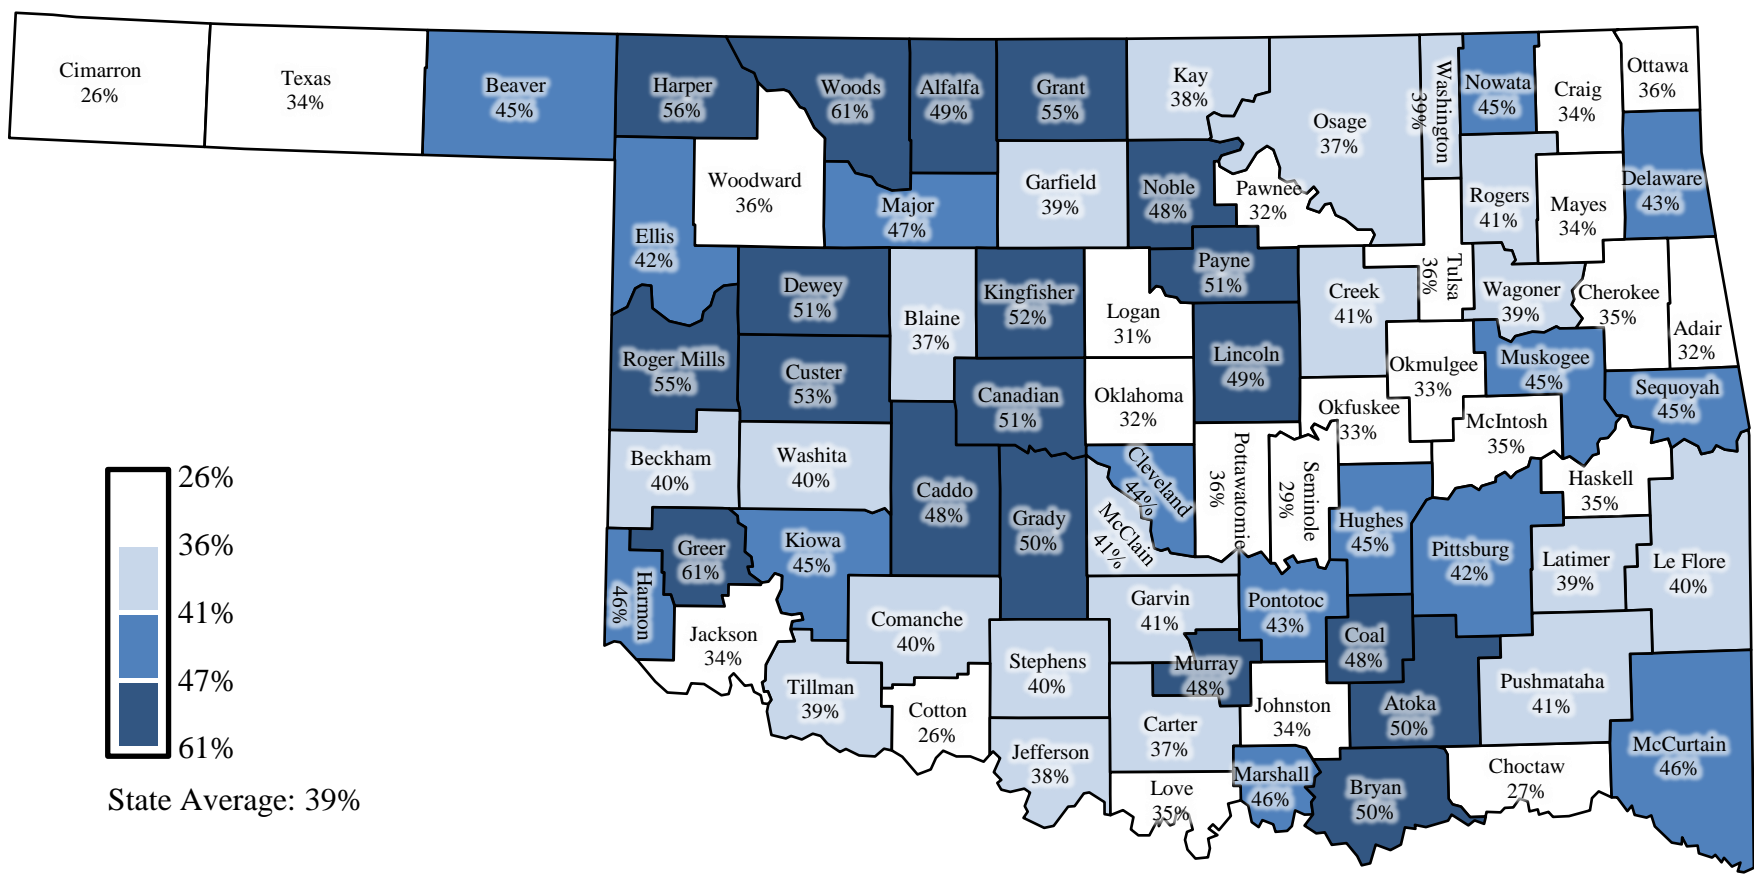 Cimarron
26%
Texas
34%
Beaver
45%
Harper
56%
Woods
61%
Alfalfa
49%
Grant
55%
Kay
38%
Osage
37%
Washington
39%
Nowata
45%
Craig
34%
Ottawa
36%
Woodward
36%
Ellis
42%
Major
47%
Garfield
39%
Noble
48%
Pawnee
32%
Rogers
41%
Mayes
34%
Delaware
43%
Dewey
51%
Blaine
37%
Kingfisher
52%
Logan
31%
Payne
51%
Creek
41%
Tulsa
36%
Wagoner
39%
Cherokee
35%
Adair
32%
Roger Mills
55%
Custer
53%
Canadian
51%
Oklahoma
32%
Lincoln
49%
Okmulgee
33%
Muskogee
45%
Sequoyah
45%
Okfuskee
33%
McIntosh
35%
Beckham
40%
Washita
40%
Caddo
48%
Grady
50%
Cleveland
44%
McClain
41%
Pottawatomie
36%
Seminole
29%
Hughes
45%
Pittsburg
42%
Haskell
35%
Latimer
39%
Le Flore
40%
Harmon
46%
Greer
61%
Kiowa
45%
Jackson
34%
Comanche
40%
Tillman
39%
Cotton
26%
Stephens
40%
Jefferson
38%
Garvin
41%
Murray
48%
Carter
37%
Love
35%
Pontotoc
43%
Coal
48%
Johnston
34%
Atoka
50%
Marshall
46%
Bryan
50%
Pushmataha
41%
Choctaw
27%
McCurtain
46%
26%
36%
41%
47%
61%
State Average: 39%